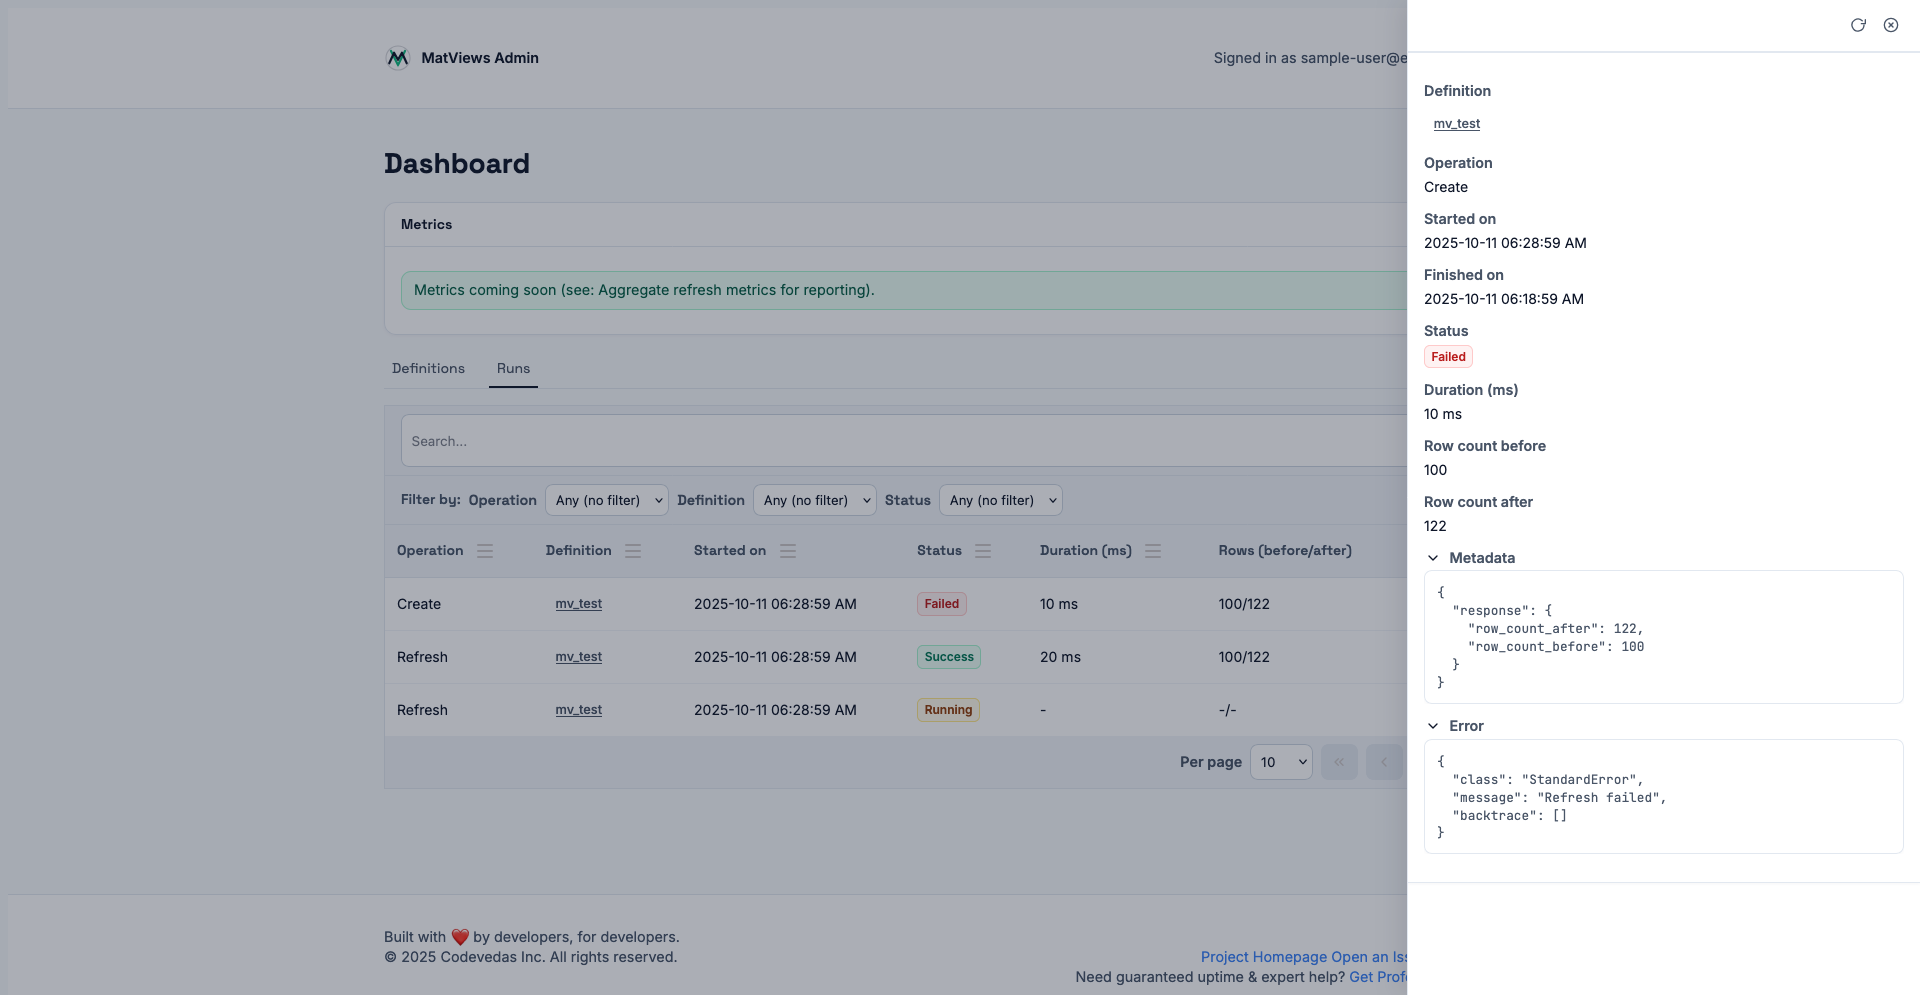 MatViews Admin
Signed in as sample-user@e
Dashboard
Metrics
Metrics coming soon (see: Aggregate refresh metrics for reporting).
Definitions Runs
Search...
Filter by: Operation Any (no filter) Definition Any (no filter) Status Any (no filter)
Operation Definition Started on Status Duration (ms) Rows (before/after)
Create mv_test 2025-10-11 06:28:59 AM Failed 10 ms 100/122
Refresh mv_test 2025-10-11 06:28:59 AM Success 20 ms 100/122
Refresh mv_test 2025-10-11 06:28:59 AM Running - -/-
Per page 10 « ‹
Built with ❤️ by developers, for developers.
© 2025 Codevedas Inc. All rights reserved.
Project Homepage Open an Iss
Need guaranteed uptime & expert help? Get Profe
Definition
mv_test
Operation
Create
Started on
2025-10-11 06:28:59 AM
Finished on
2025-10-11 06:18:59 AM
Status
Failed
Duration (ms)
10 ms
Row count before
100
Row count after
122
Metadata
{
  "response": {
    "row_count_after": 122,
    "row_count_before": 100
  }
}
Error
{
  "class": "StandardError",
  "message": "Refresh failed",
  "backtrace": []
}